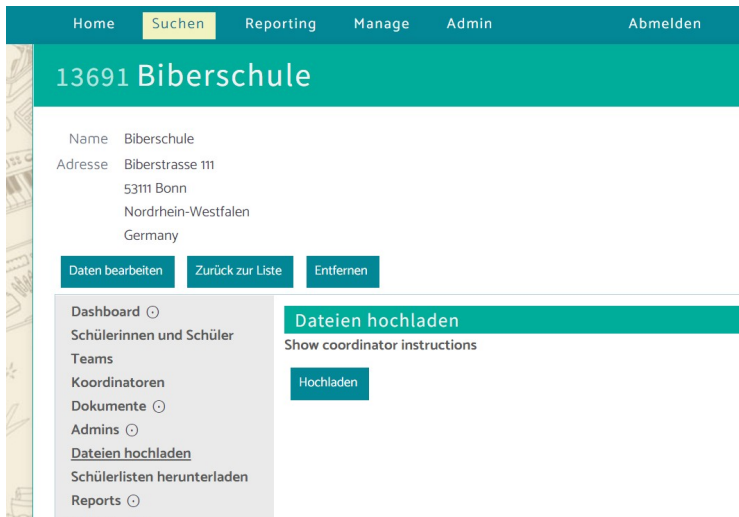 Home Suchen Reporting Manage Admin Abmelden
13691 Biberschule
Name Biberschule
Adresse Biberstrasse 111
53111 Bonn
Nordrhein-Westfalen
Germany
Daten bearbeiten Zurück zur Liste Entfernen
Dashboard
Schülerinnen und Schüler
Teams
Koordinatoren
Dokumente
Admins
Dateien hochladen
Schülerlisten herunterladen
Reports
Dateien hochladen
Show coordinator instructions
Hochladen